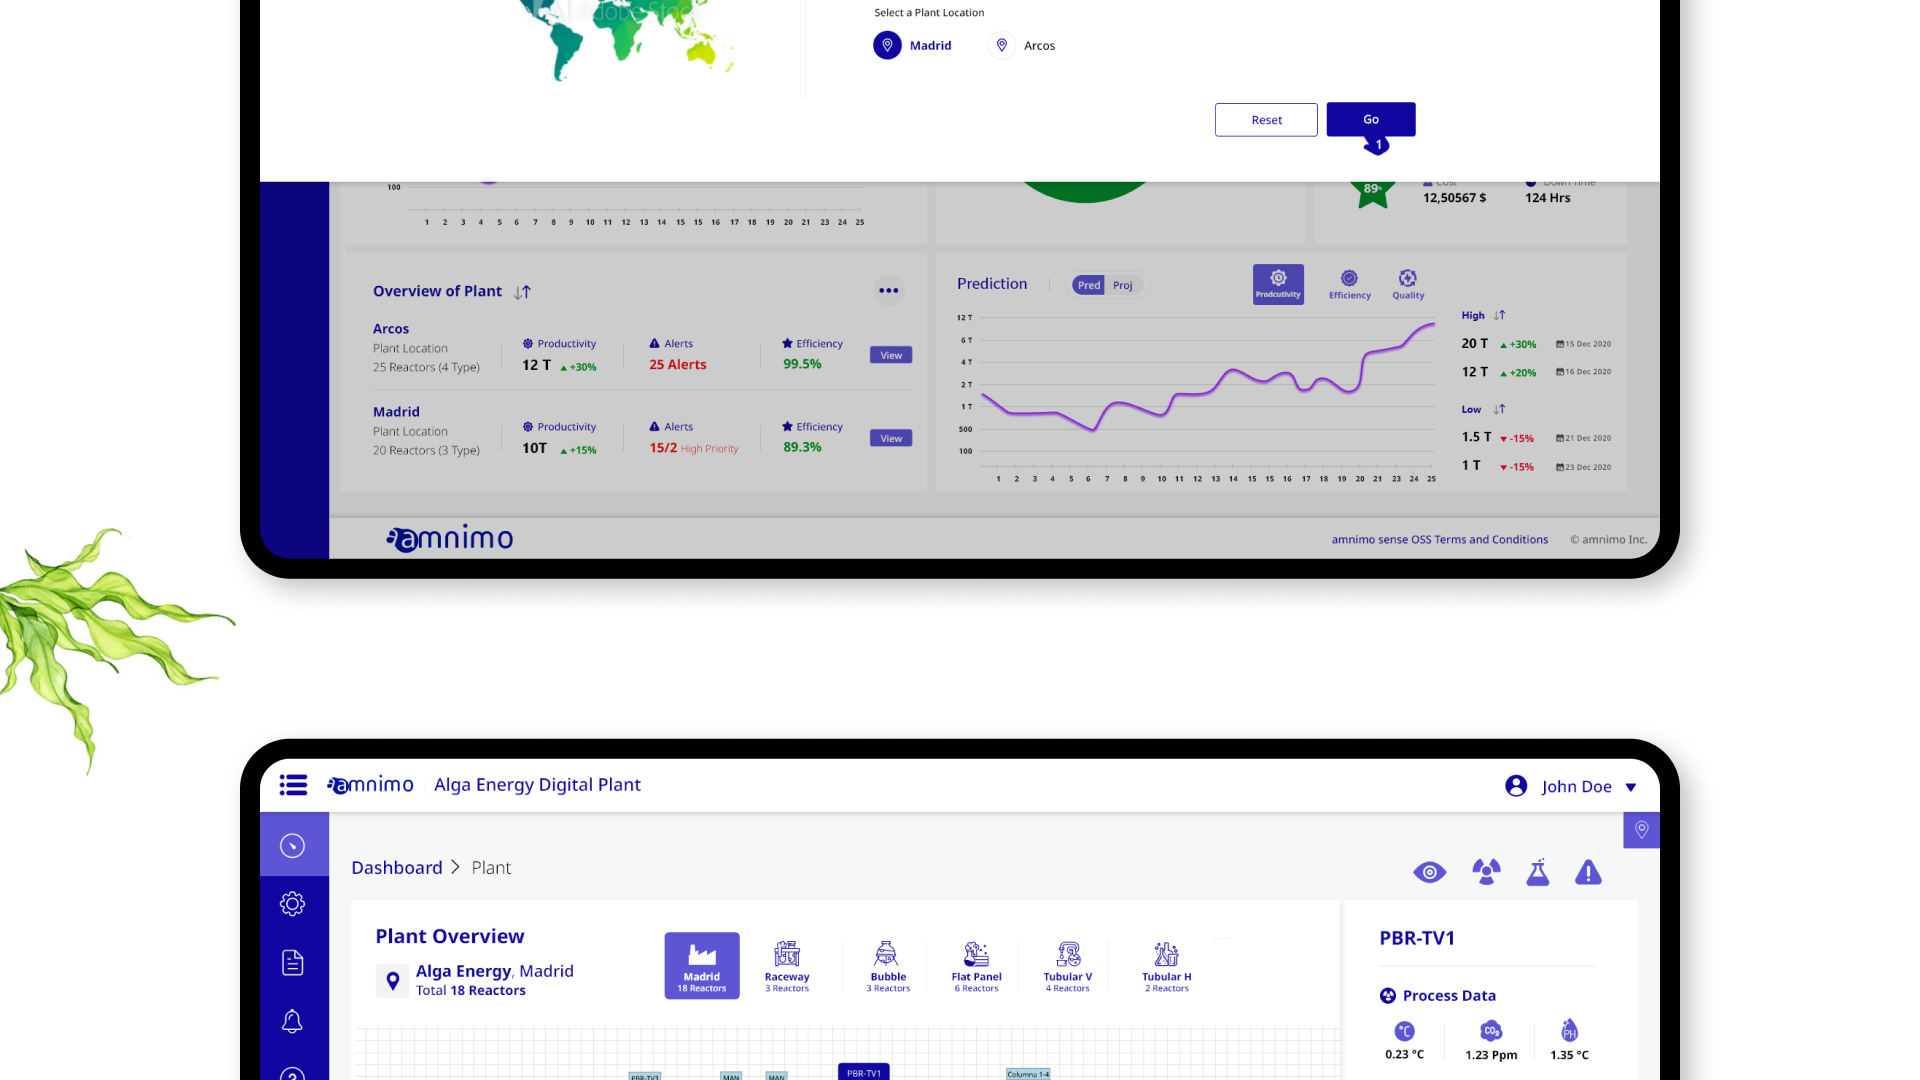 Adobe Stock
Select a Plant Location
Madrid
Arcos
Reset
Go
1
100
1 2 3 4 5 6 7 8 9 10 11 12 13 14 15 15 16 17 18 19 20 21 23 24 25
89%
Cost
12,50567 $
Down Time
124 Hrs
Overview of Plant
Arcos
Plant Location
25 Reactors (4 Type)
Productivity
12 T +30%
Alerts
25 Alerts
Efficiency
99.5%
View
Madrid
Plant Location
20 Reactors (3 Type)
Productivity
10T +15%
Alerts
15/2 High Priority
Efficiency
89.3%
View
Prediction
Pred Proj
Prodcutivity
Efficiency
Quality
12 T
6 T
4 T
2 T
1 T
500
100
1 2 3 4 5 6 7 8 9 10 11 12 13 14 15 15 16 17 18 19 20 21 23 24 25
High
20 T +30% 15 Dec 2020
12 T +20% 16 Dec 2020
Low
1.5 T -15% 21 Dec 2020
1 T -15% 23 Dec 2020
amnimo
amnimo sense OSS Terms and Conditions
© amnimo Inc.
amnimo
Alga Energy Digital Plant
John Doe
Dashboard > Plant
Plant Overview
Alga Energy, Madrid
Total 18 Reactors
Madrid
18 Reactors
Raceway
3 Reactors
Bubble
3 Reactors
Flat Panel
6 Reactors
Tubular V
4 Reactors
Tubular H
2 Reactors
PBR-TV1
Process Data
°C
0.23 °C
CO₂
1.23 Ppm
PH
1.35 °C
PBR-TV3
MAN
MAN
PBR-TV1
Columna 1-4
?